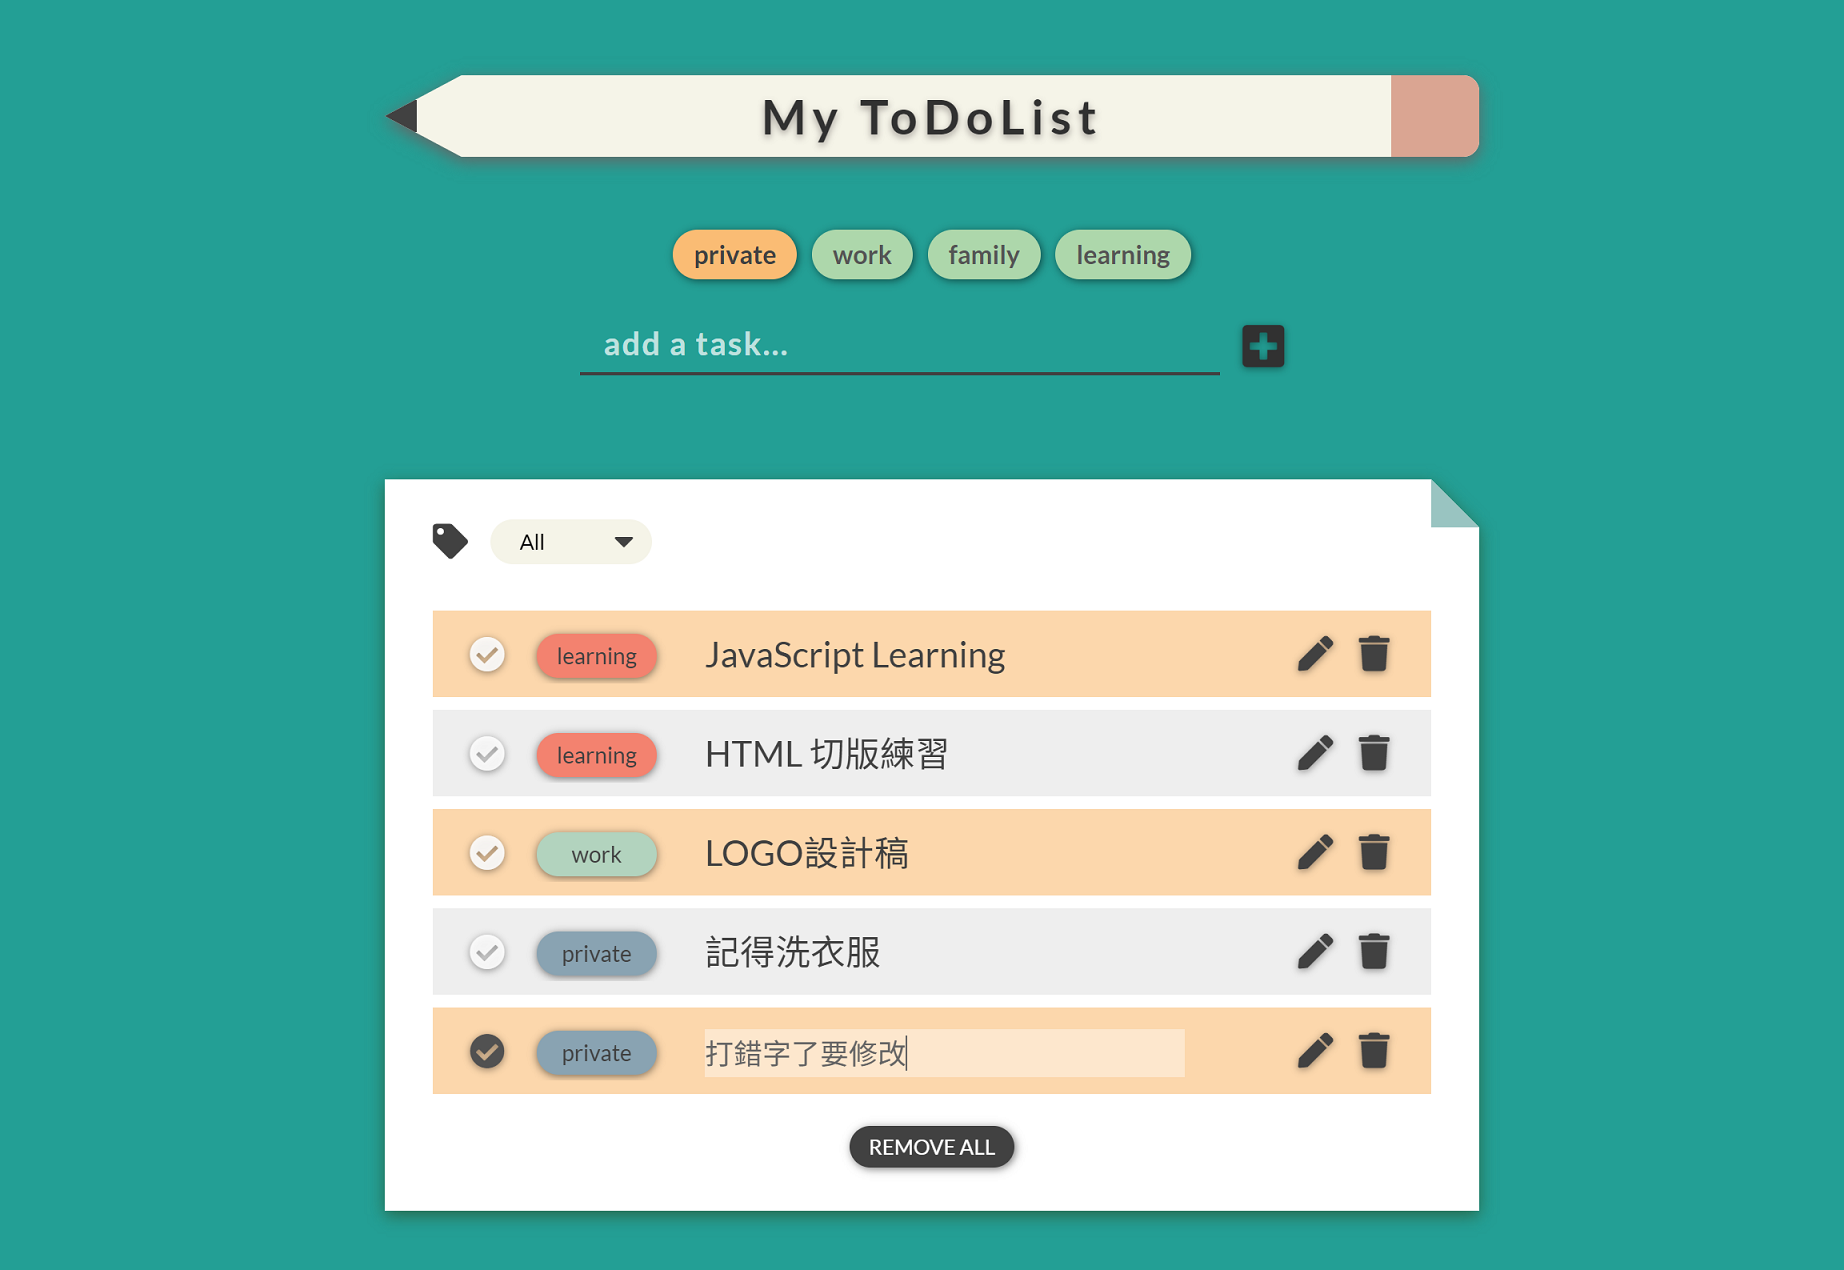 My ToDoList
private work family learning
add a task...
All
learning JavaScript Learning
learning HTML 切版練習
work LOGO設計稿
private 記得洗衣服
private 打錯字了要修改
REMOVE ALL